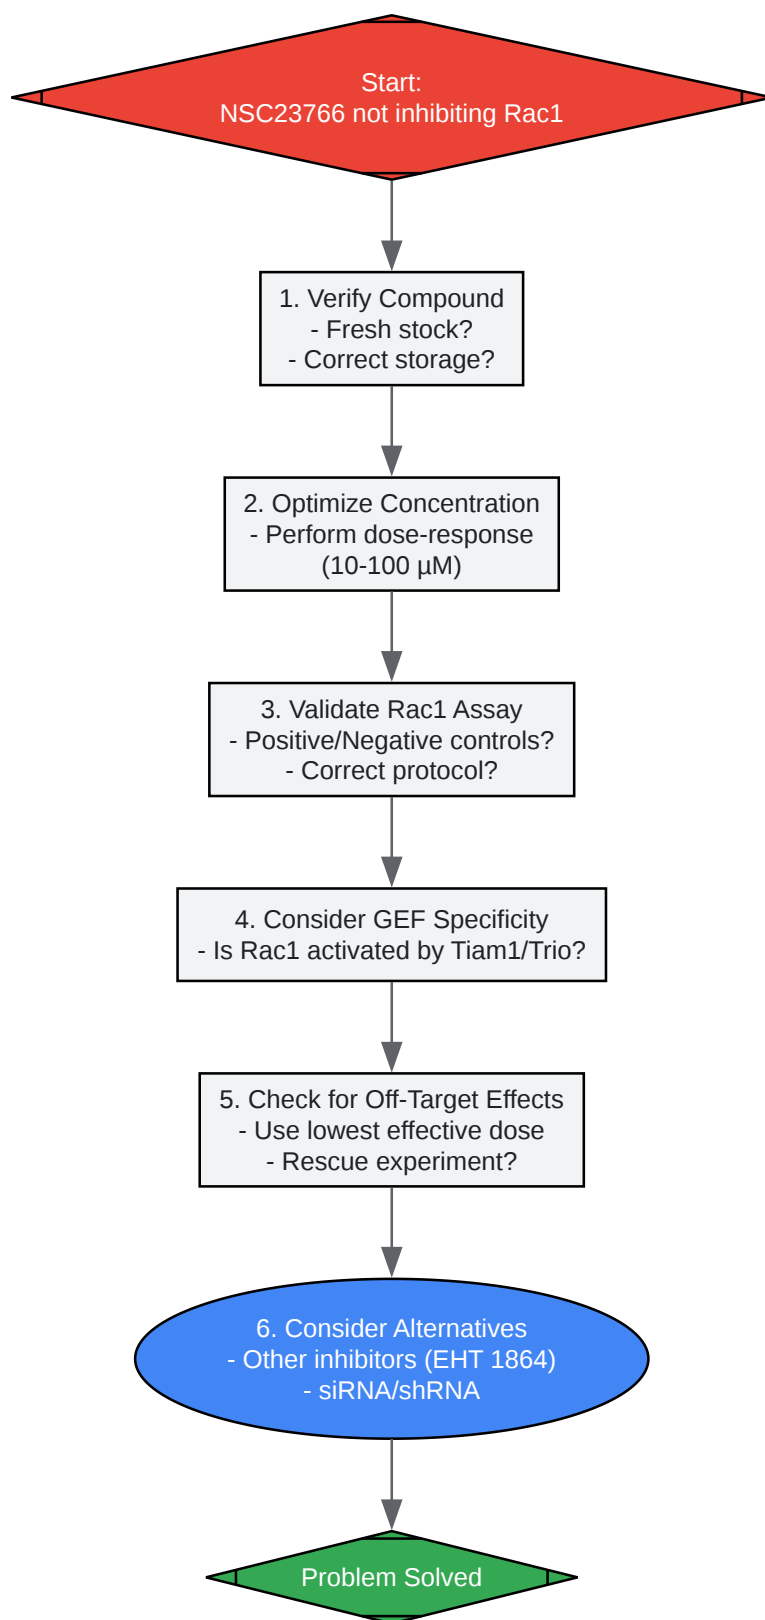 Start:
NSC23766 not inhibiting Rac1
1. Verify Compound
- Fresh stock?
- Correct storage?
2. Optimize Concentration
- Perform dose-response
(10-100 µM)
3. Validate Rac1 Assay
- Positive/Negative controls?
- Correct protocol?
4. Consider GEF Specificity
- Is Rac1 activated by Tiam1/Trio?
5. Check for Off-Target Effects
- Use lowest effective dose
- Rescue experiment?
6. Consider Alternatives
- Other inhibitors (EHT 1864)
- siRNA/shRNA
Problem Solved